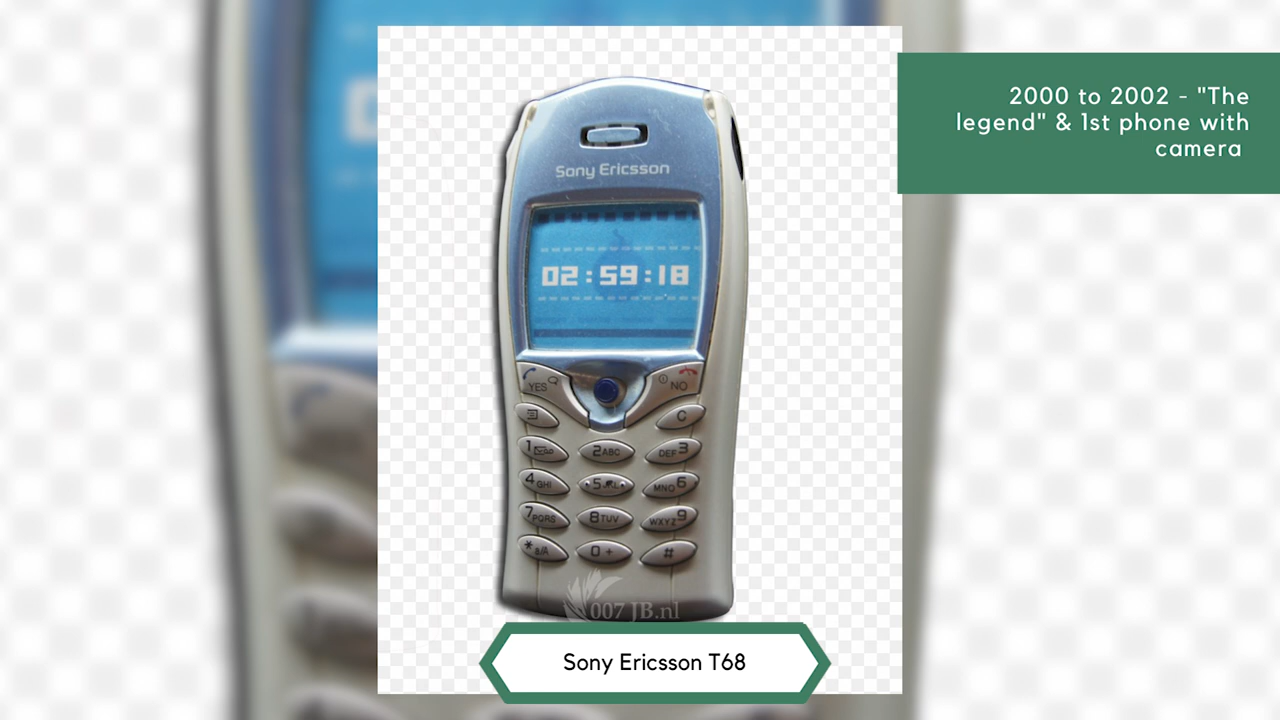 2000 to 2002 - "The
legend" & 1st phone with
camera
Sony Ericsson
02:59:18
YES
NO
C
1
2ABC
DEF3
4GHI
5JKL
MNO6
7PQRS
8TUV
WXYZ9
* a/A
0 +
#
007JB.nl
Sony Ericsson T68